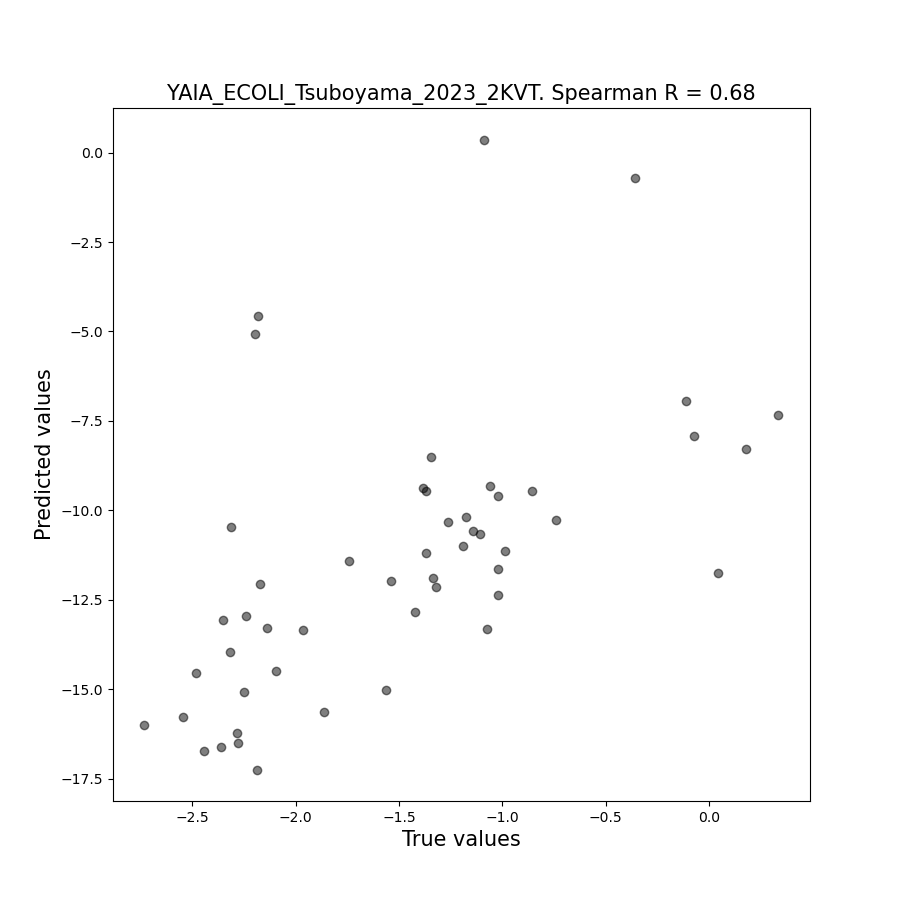 YAIA_ECOLI_Tsuboyama_2023_2KVT. Spearman R = 0.68
0.0
−2.5
−5.0
−7.5
−10.0
−12.5
−15.0
−17.5
Predicted values
−2.5 −2.0 −1.5 −1.0 −0.5 0.0
True values